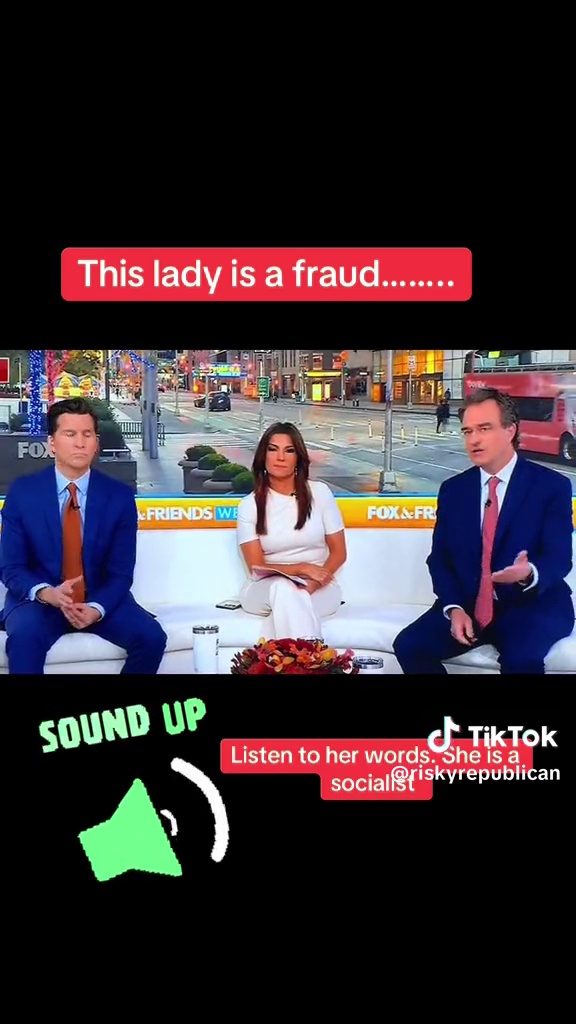 This lady is a fraud........
FOX
&FRIENDS WE
FOX&FR
SOUND UP
TikTok
Listen to her words. She is a
socialist
@riskyrepublican